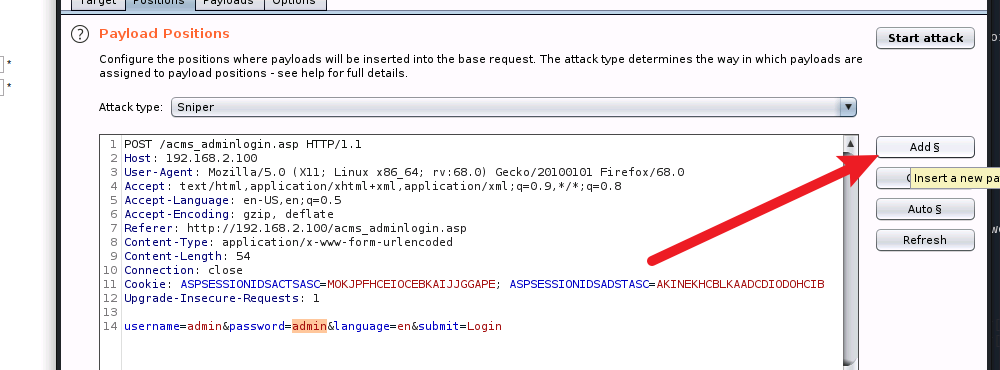 Target Positions Payloads Options
? Payload Positions
Start attack
Configure the positions where payloads will be inserted into the base request. The attack type determines the way in which payloads are
assigned to payload positions - see help for full details.
Attack type: Sniper
1 POST /acms_adminlogin.asp HTTP/1.1
2 Host: 192.168.2.100
3 User-Agent: Mozilla/5.0 (X11; Linux x86_64; rv:68.0) Gecko/20100101 Firefox/68.0
4 Accept: text/html,application/xhtml+xml,application/xml;q=0.9,*/*;q=0.8
5 Accept-Language: en-US,en;q=0.5
6 Accept-Encoding: gzip, deflate
7 Referer: http://192.168.2.100/acms_adminlogin.asp
8 Content-Type: application/x-www-form-urlencoded
9 Content-Length: 54
10 Connection: close
11 Cookie: ASPSESSIONIDSACTSASC=MOKJPFHCEIOCEBKAIJJGGAPE; ASPSESSIONIDSADSTASC=AKINEKHCBLKAADCDIODOHCIB
12 Upgrade-Insecure-Requests: 1
13
14 username=admin&password=admin&language=en&submit=Login
Add §
Insert a new pa
Auto §
Refresh
*
*